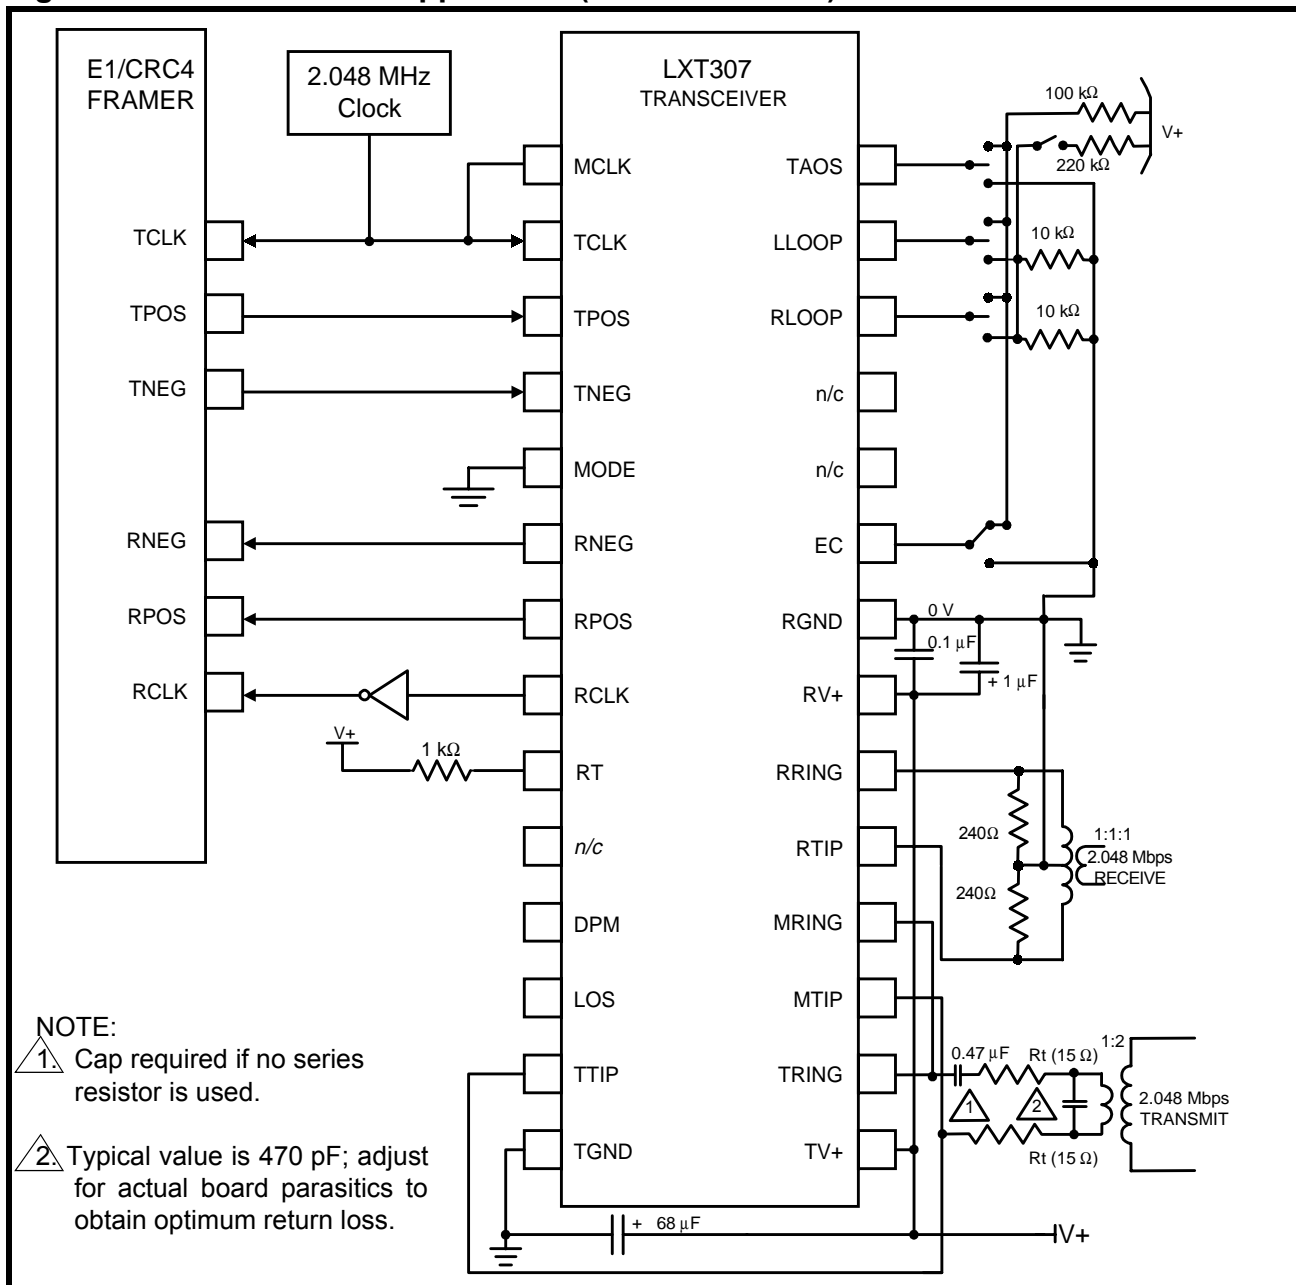 E1/CRC4
FRAMER
2.048 MHz
Clock
LXT307
TRANSCEIVER
100 kΩ
V+
220 kΩ
MCLK
TAOS
TCLK
TCLK
LLOOP
10 kΩ
TPOS
TPOS
RLOOP
10 kΩ
TNEG
TNEG
n/c
MODE
n/c
RNEG
RNEG
EC
RPOS
RPOS
RGND
0 V
0.1 µF
RCLK
RCLK
RV+
+ 1 µF
V+
1 kΩ
RT
RRING
240Ω
1:1:1
2.048 Mbps
RECEIVE
n/c
RTIP
240Ω
DPM
MRING
LOS
MTIP
NOTE:
1. Cap required if no series
resistor is used.
TTIP
TRING
0.47 µF
Rt (15 Ω)
1:2
1
2
2.048 Mbps
TRANSMIT
2. Typical value is 470 pF; adjust
for actual board parasitics to
obtain optimum return loss.
TGND
TV+
Rt (15 Ω)
+ 68 µF
V+